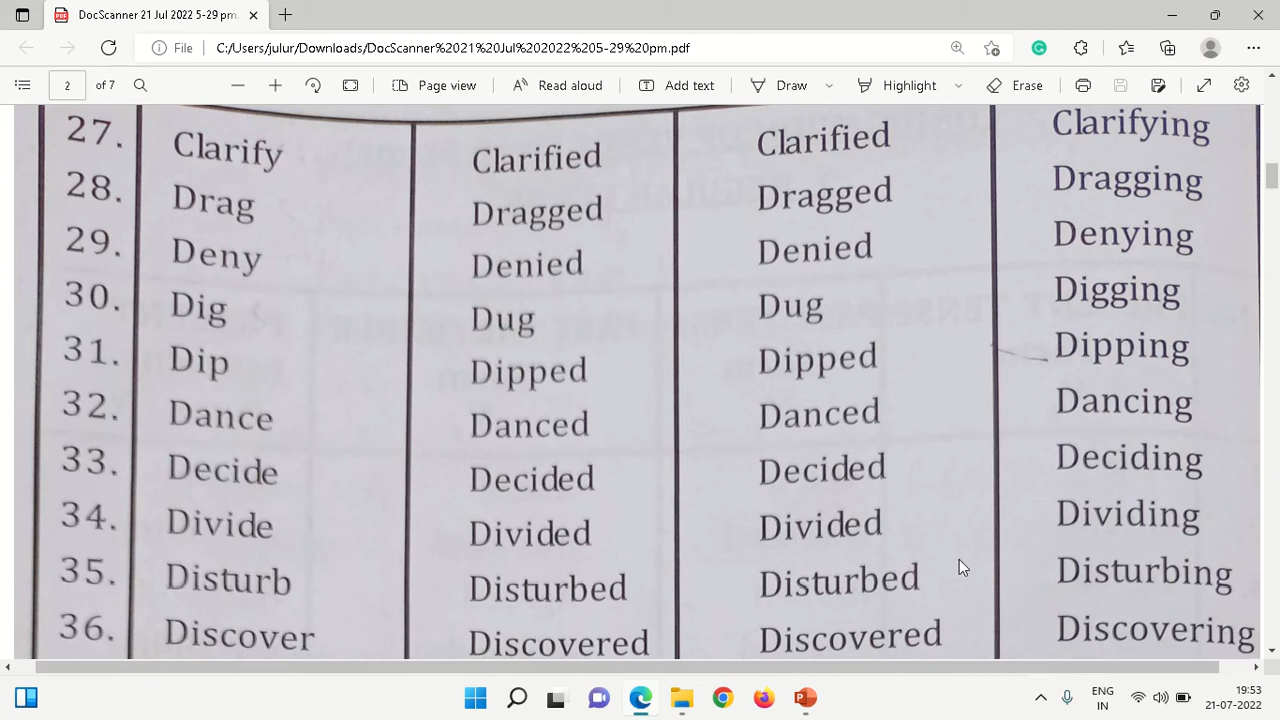 DocScanner 21 Jul 2022 5-29 pm.
File C:/Users/julur/Downloads/DocScanner%2021%20Jul%202022%205-29%20pm.pdf
2 of 7 Page view Read aloud Add text Draw Highlight Erase
27. Clarify Clarified Clarified Clarifying
28. Drag Dragged Dragged Dragging
29. Deny Denied Denied Denying
30. Dig Dug Dug Digging
31. Dip Dipped Dipped Dipping
32. Dance Danced Danced Dancing
33. Decide Decided Decided Deciding
34. Divide Divided Divided Dividing
35. Disturb Disturbed Disturbed Disturbing
36. Discover Discovered Discovered Discovering
ENG 19:53
IN 21-07-2022